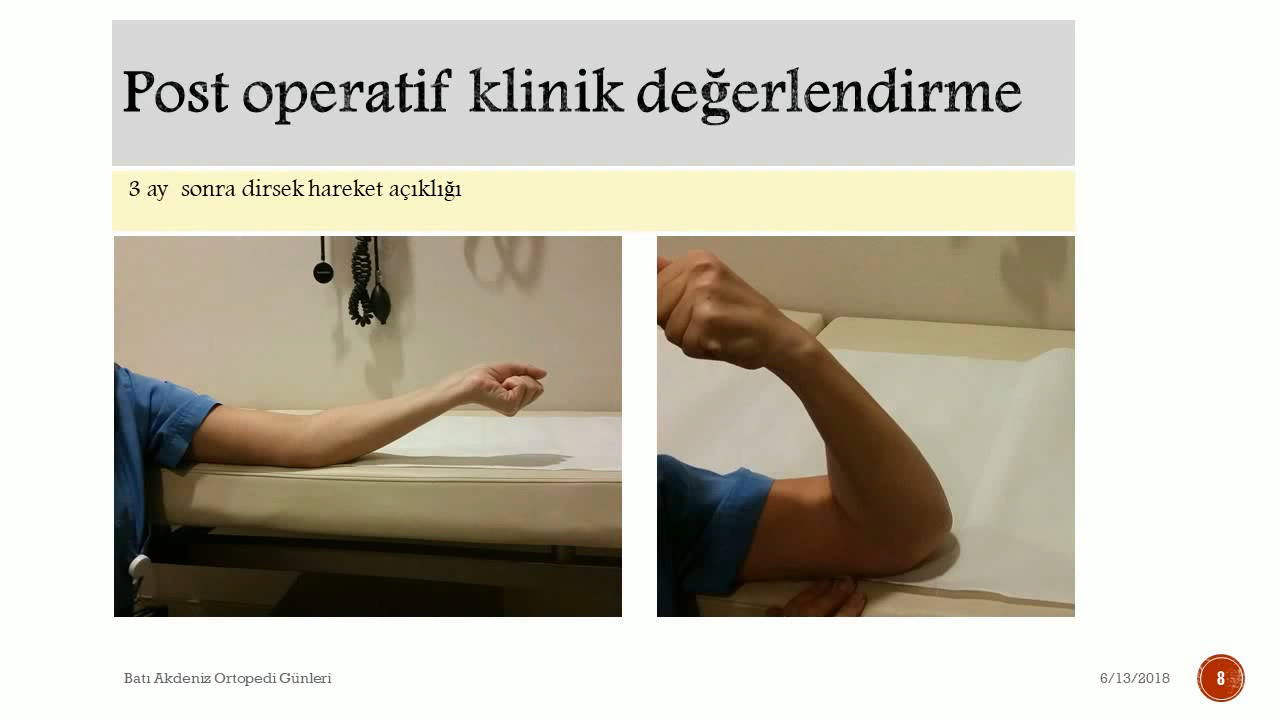 Post operatif klinik değerlendirme
3 ay sonra dirsek hareket açıklığı
Batı Akdeniz Ortopedi Günleri
6/13/2018
8